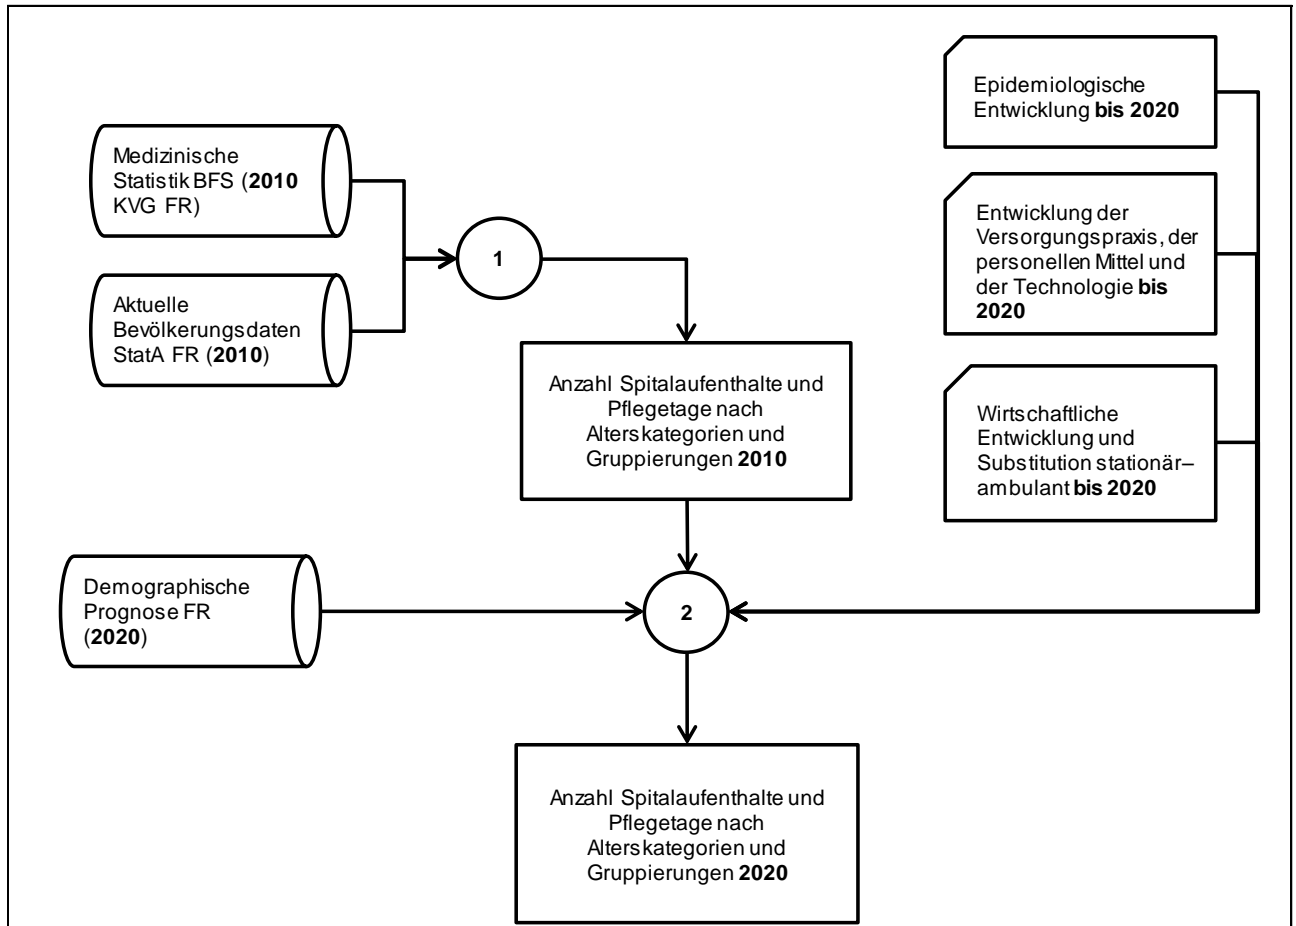 Epidemiologische
Entwicklung bis 2020
Medizinische
Statistik BFS (2010
KVG FR)
Entwicklung der
Versorgungspraxis, der
personellen Mittel und
der Technologie bis
2020
1
Aktuelle
Bevölkerungsdaten
StatA FR (2010)
Anzahl Spitalaufenthalte und
Pflegetage nach
Alterskategorien und
Gruppierungen 2010
Wirtschaftliche
Entwicklung und
Substitution stationär–
ambulant bis 2020
Demographische
Prognose FR
(2020)
2
Anzahl Spitalaufenthalte und
Pflegetage nach
Alterskategorien und
Gruppierungen 2020